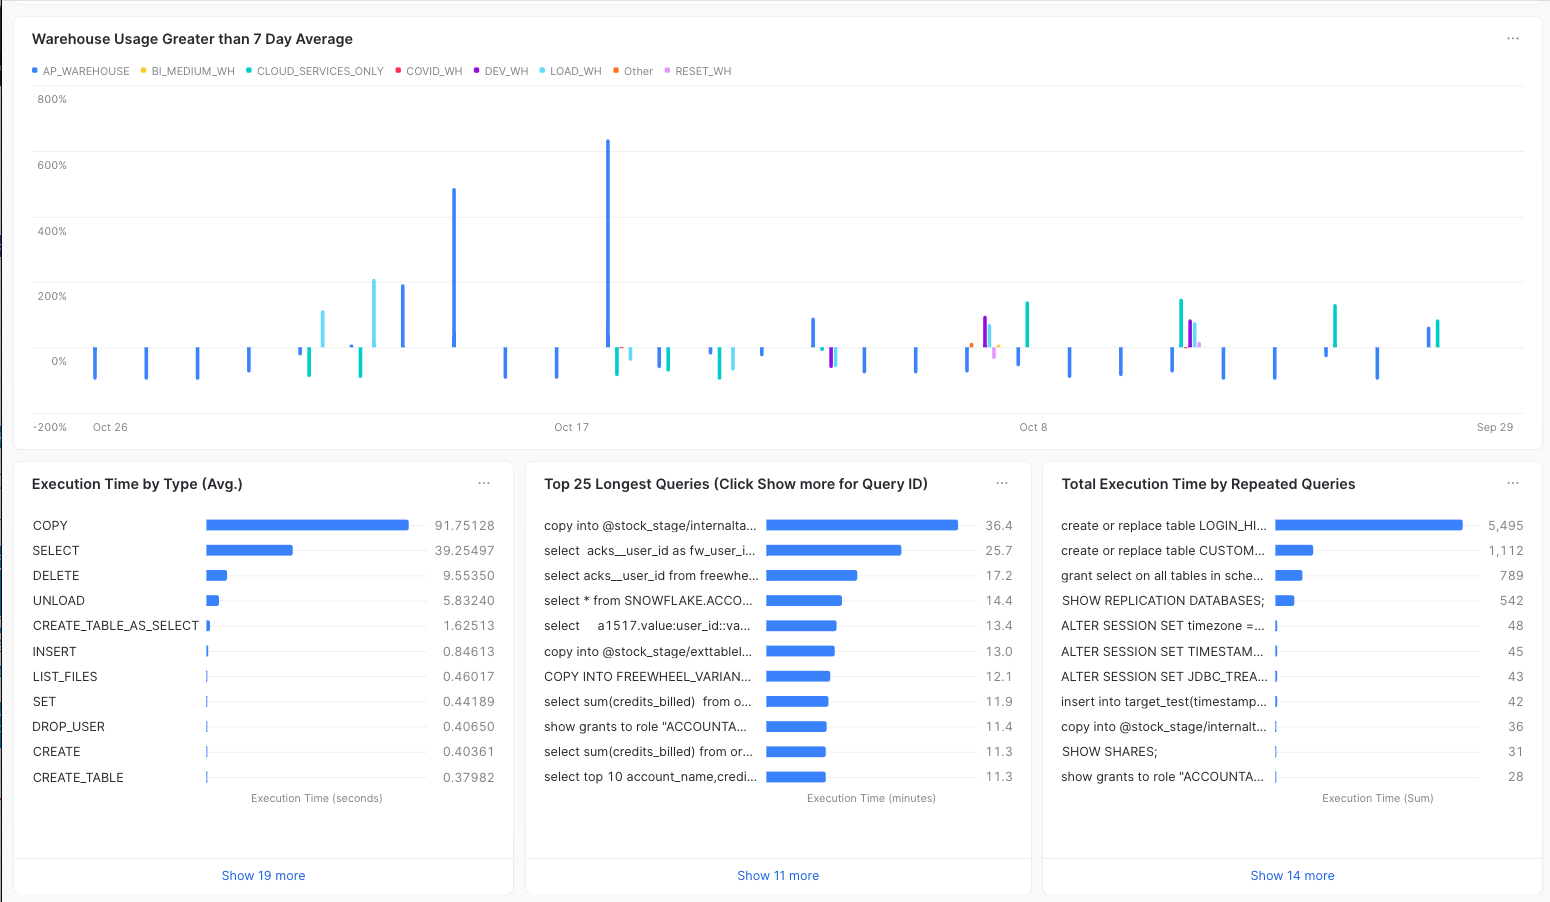 Warehouse Usage Greater than 7 Day Average
AP_WAREHOUSE BI_MEDIUM_WH CLOUD_SERVICES_ONLY COVID_WH DEV_WH LOAD_WH Other RESET_WH
800%
600%
400%
200%
0%
-200%
Oct 26 Oct 17 Oct 8 Sep 29
Execution Time by Type (Avg.)
COPY 91.75128
SELECT 39.25497
DELETE 9.55350
UNLOAD 5.83240
CREATE_TABLE_AS_SELECT 1.62513
INSERT 0.84613
LIST_FILES 0.46017
SET 0.44189
DROP_USER 0.40650
CREATE 0.40361
CREATE_TABLE 0.37982
Execution Time (seconds)
Show 19 more
Top 25 Longest Queries (Click Show more for Query ID)
copy into @stock_stage/internalta... 36.4
select acks__user_id as fw_user_i... 25.7
select acks__user_id from freewhe... 17.2
select * from SNOWFLAKE.ACCO... 14.4
select a1517.value:user_id::va... 13.4
copy into @stock_stage/exttablel... 13.0
COPY INTO FREEWHEEL_VARIAN... 12.1
select sum(credits_billed) from o... 11.9
show grants to role "ACCOUNTA... 11.4
select sum(credits_billed) from or... 11.3
select top 10 account_name,credi... 11.3
Execution Time (minutes)
Show 11 more
Total Execution Time by Repeated Queries
create or replace table LOGIN_HI... 5,495
create or replace table CUSTOM... 1,112
grant select on all tables in sche... 789
SHOW REPLICATION DATABASES; 542
ALTER SESSION SET timezone =... 48
ALTER SESSION SET TIMESTAM... 45
ALTER SESSION SET JDBC_TREA... 43
insert into target_test(timestamp... 42
copy into @stock_stage/internalt... 36
SHOW SHARES; 31
show grants to role "ACCOUNTA... 28
Execution Time (Sum)
Show 14 more